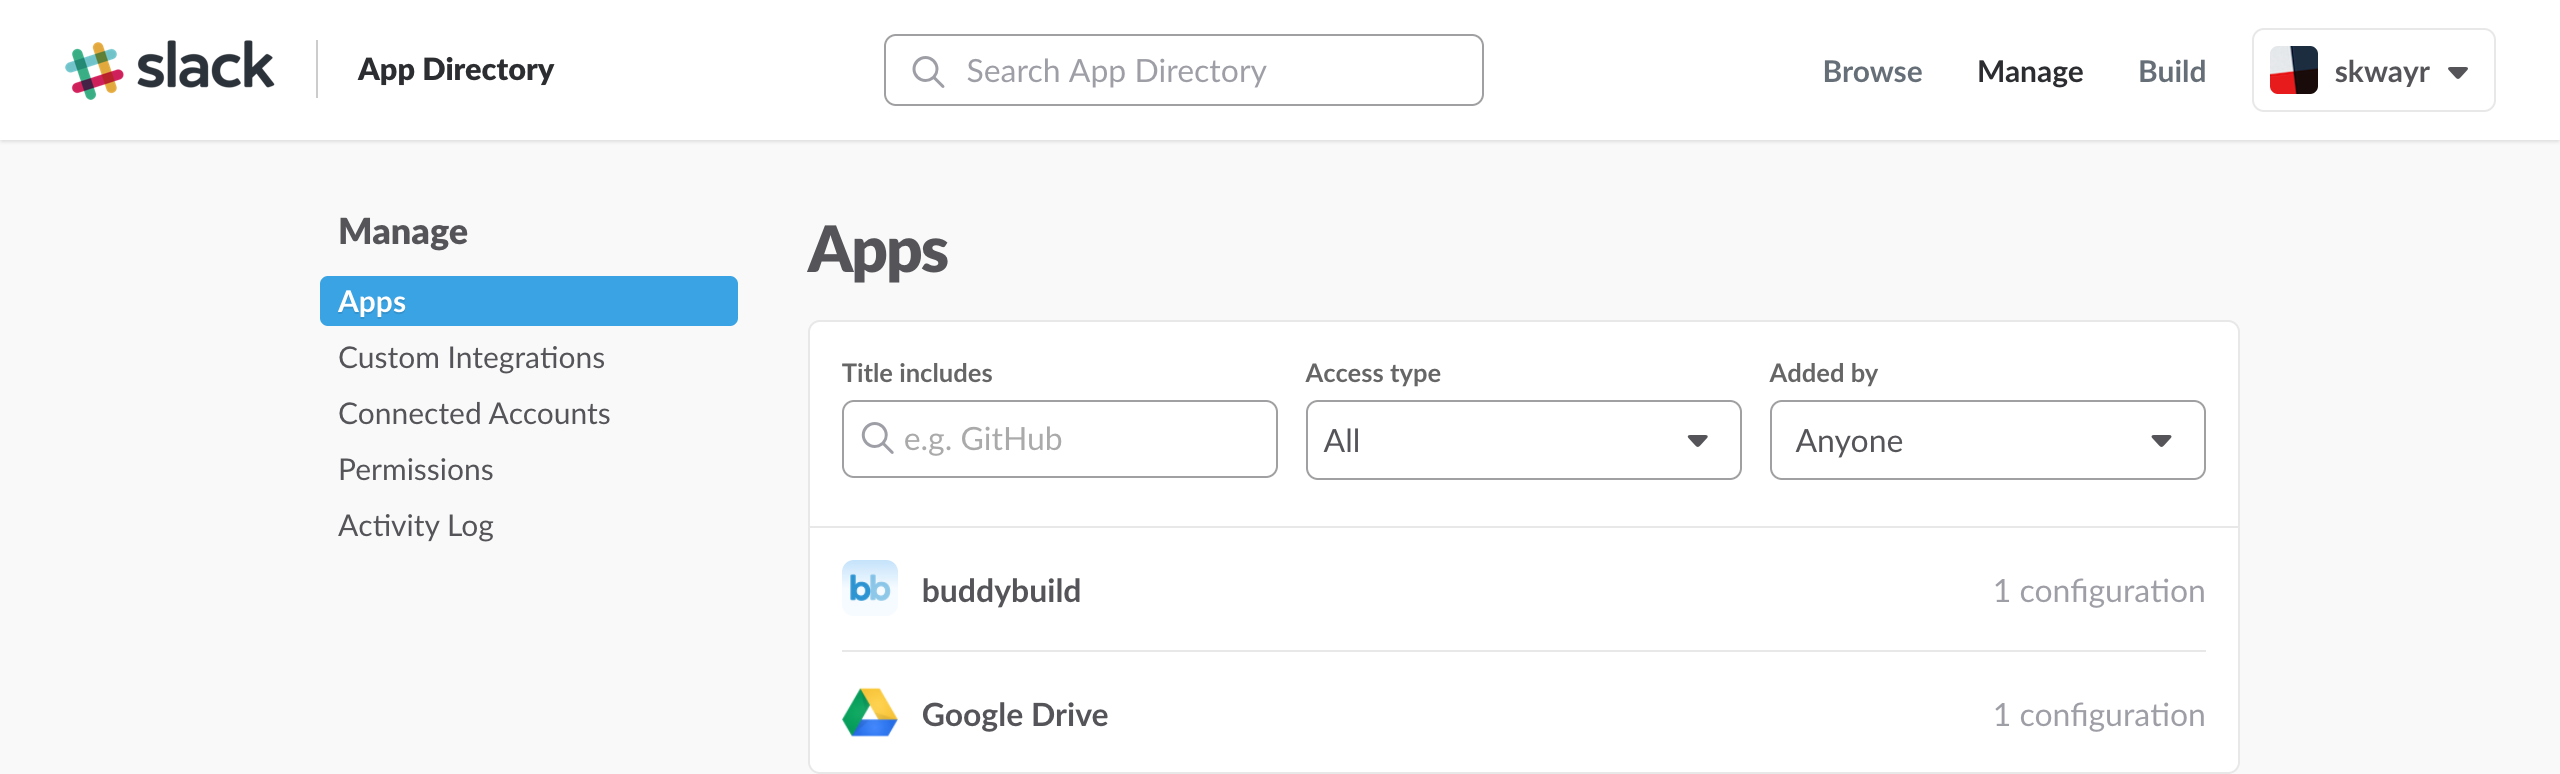 slack App Directory Search App Directory Browse Manage Build skwayr
Manage
Apps
Custom Integrations
Connected Accounts
Permissions
Activity Log
Apps
Title includes Access type Added by
e.g. GitHub All Anyone
bb buddybuild 1 configuration
Google Drive 1 configuration